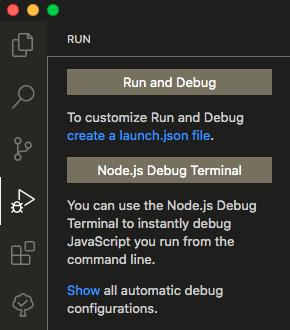 RUN
Run and Debug
To customize Run and Debug
create a launch.json file.
Node.js Debug Terminal
You can use the Node.js Debug
Terminal to instantly debug
JavaScript you run from the
command line.
Show all automatic debug
configurations.